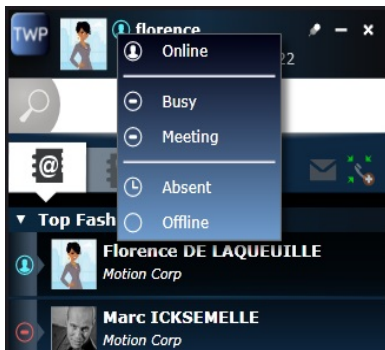 TWP
florence
Online
22
Busy
Meeting
@
Absent
Top Fash
Offline
Florence DE LAQUEUILLE
Motion Corp
Marc ICKSEMELLE
Motion Corp